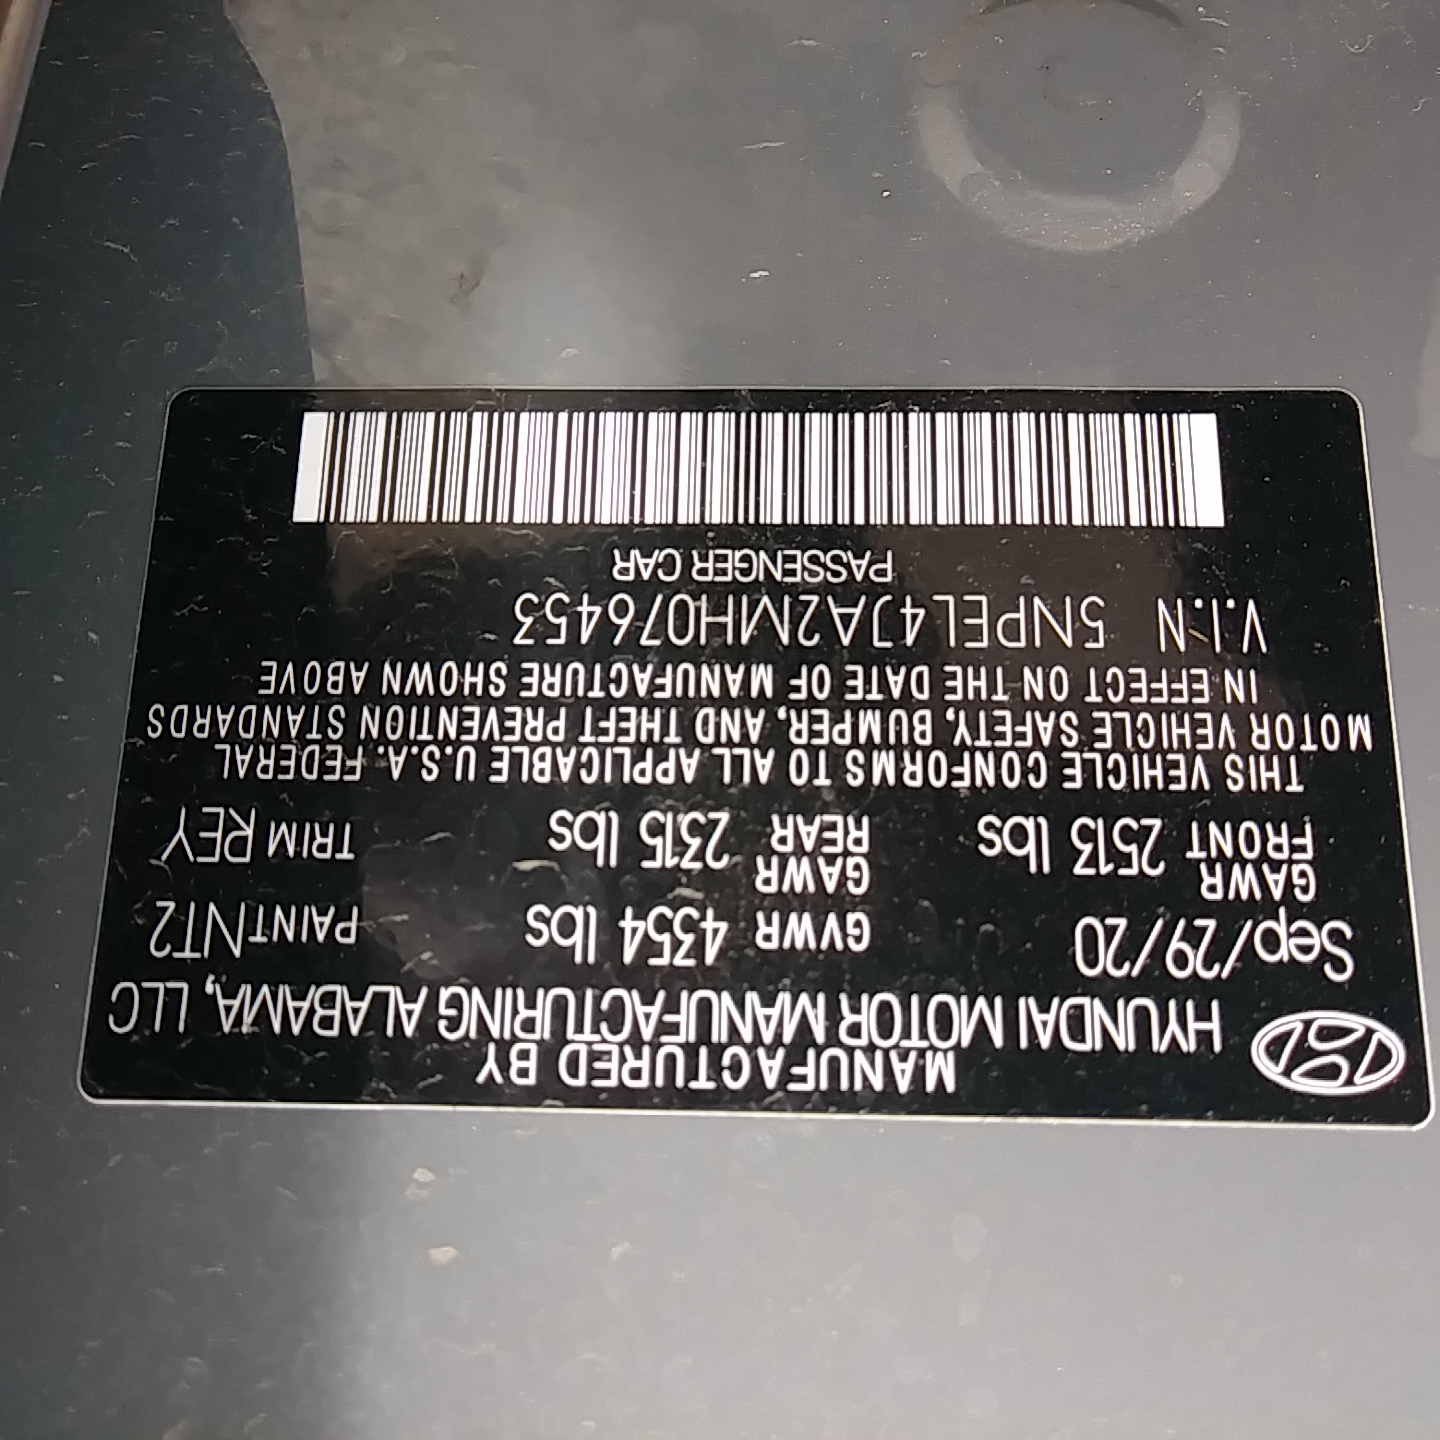 MANUFACTURED BY
HYUNDAI MOTOR MANUFACTURING ALABAMA, LLC
Sep/29/20 GVWR 4354 lbs PAINT NT2
GAWR FRONT 2513 lbs GAWR REAR 2315 lbs TRIM REY
THIS VEHICLE CONFORMS TO ALL APPLICABLE U.S.A. FEDERAL
MOTOR VEHICLE SAFETY, BUMPER, AND THEFT PREVENTION STANDARDS
IN EFFECT ON THE DATE OF MANUFACTURE SHOWN ABOVE
V.I.N 5NPEL4JA2MH076453
PASSENGER CAR